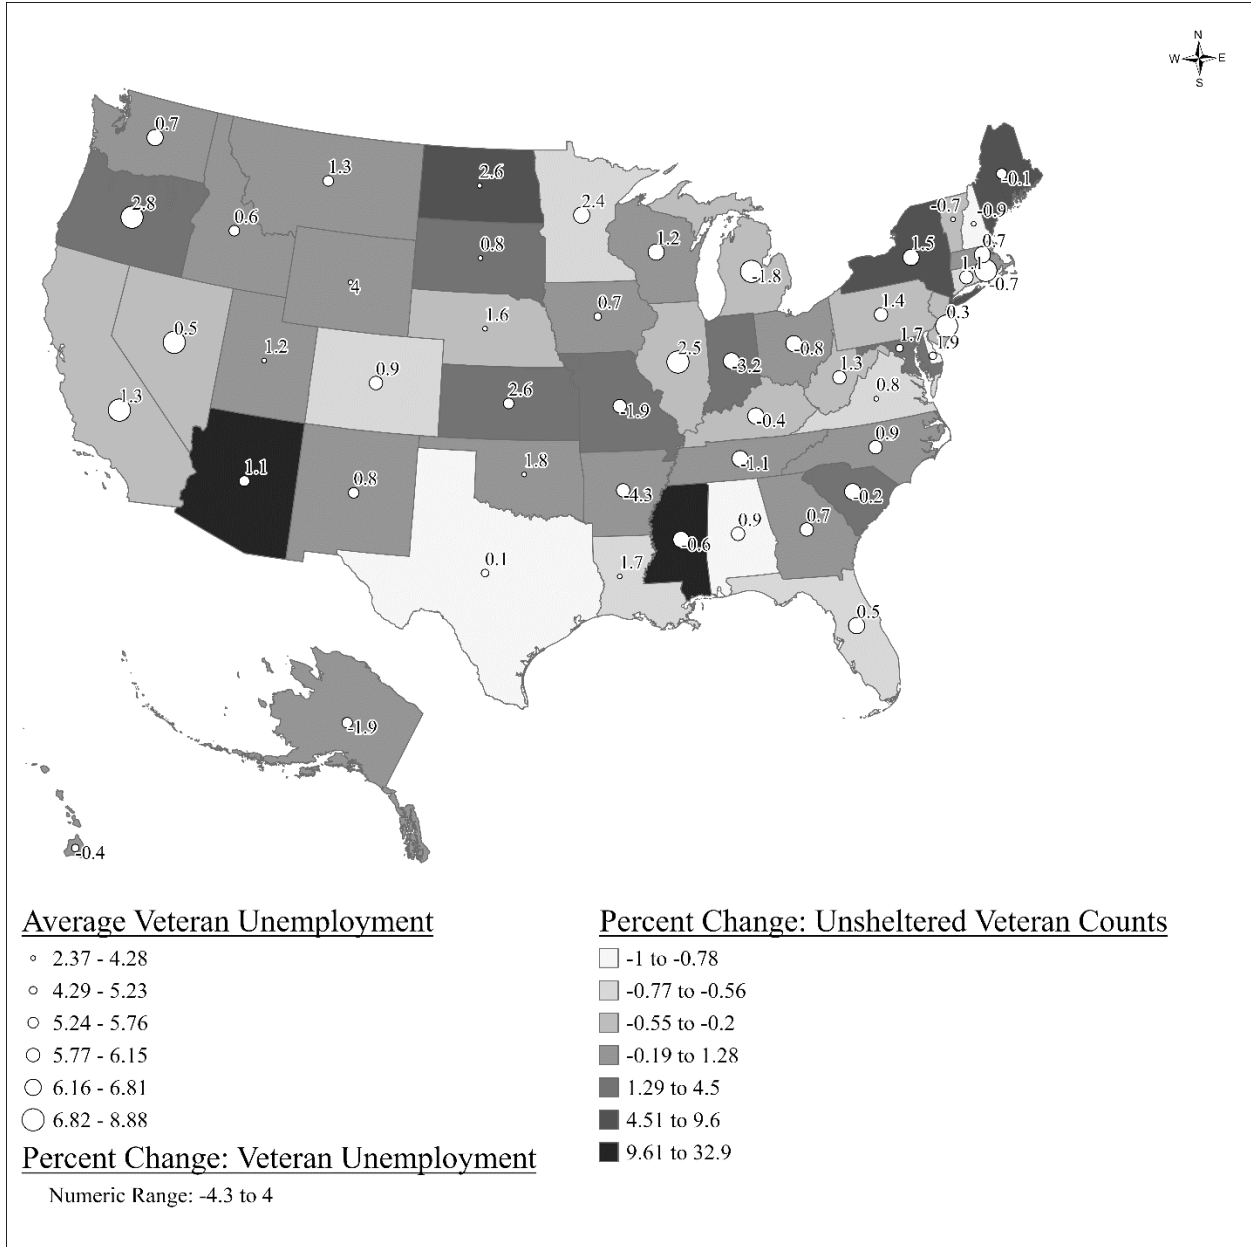 N
W E
S
0.7
1.3
2.6
2.4
-0.1
2.8
0.6
0.8
1.2
-1.8
-0.7
-0.9
1.5
0.7
1.1
-0.7
4
1.6
0.7
1.4
0.3
0.5
1.2
0.9
2.6
2.5
-3.2
-0.8
1.7
1.9
1.3
0.8
1.3
-1.9
-0.4
1.1
0.8
1.8
-4.3
-1.1
0.9
-0.2
0.1
1.7
-0.6
0.9
0.7
0.5
-1.9
-0.4
Average Veteran Unemployment
2.37 - 4.28
4.29 - 5.23
5.24 - 5.76
5.77 - 6.15
6.16 - 6.81
6.82 - 8.88
Percent Change: Veteran Unemployment
Numeric Range: -4.3 to 4
Percent Change: Unsheltered Veteran Counts
-1 to -0.78
-0.77 to -0.56
-0.55 to -0.2
-0.19 to 1.28
1.29 to 4.5
4.51 to 9.6
9.61 to 32.9